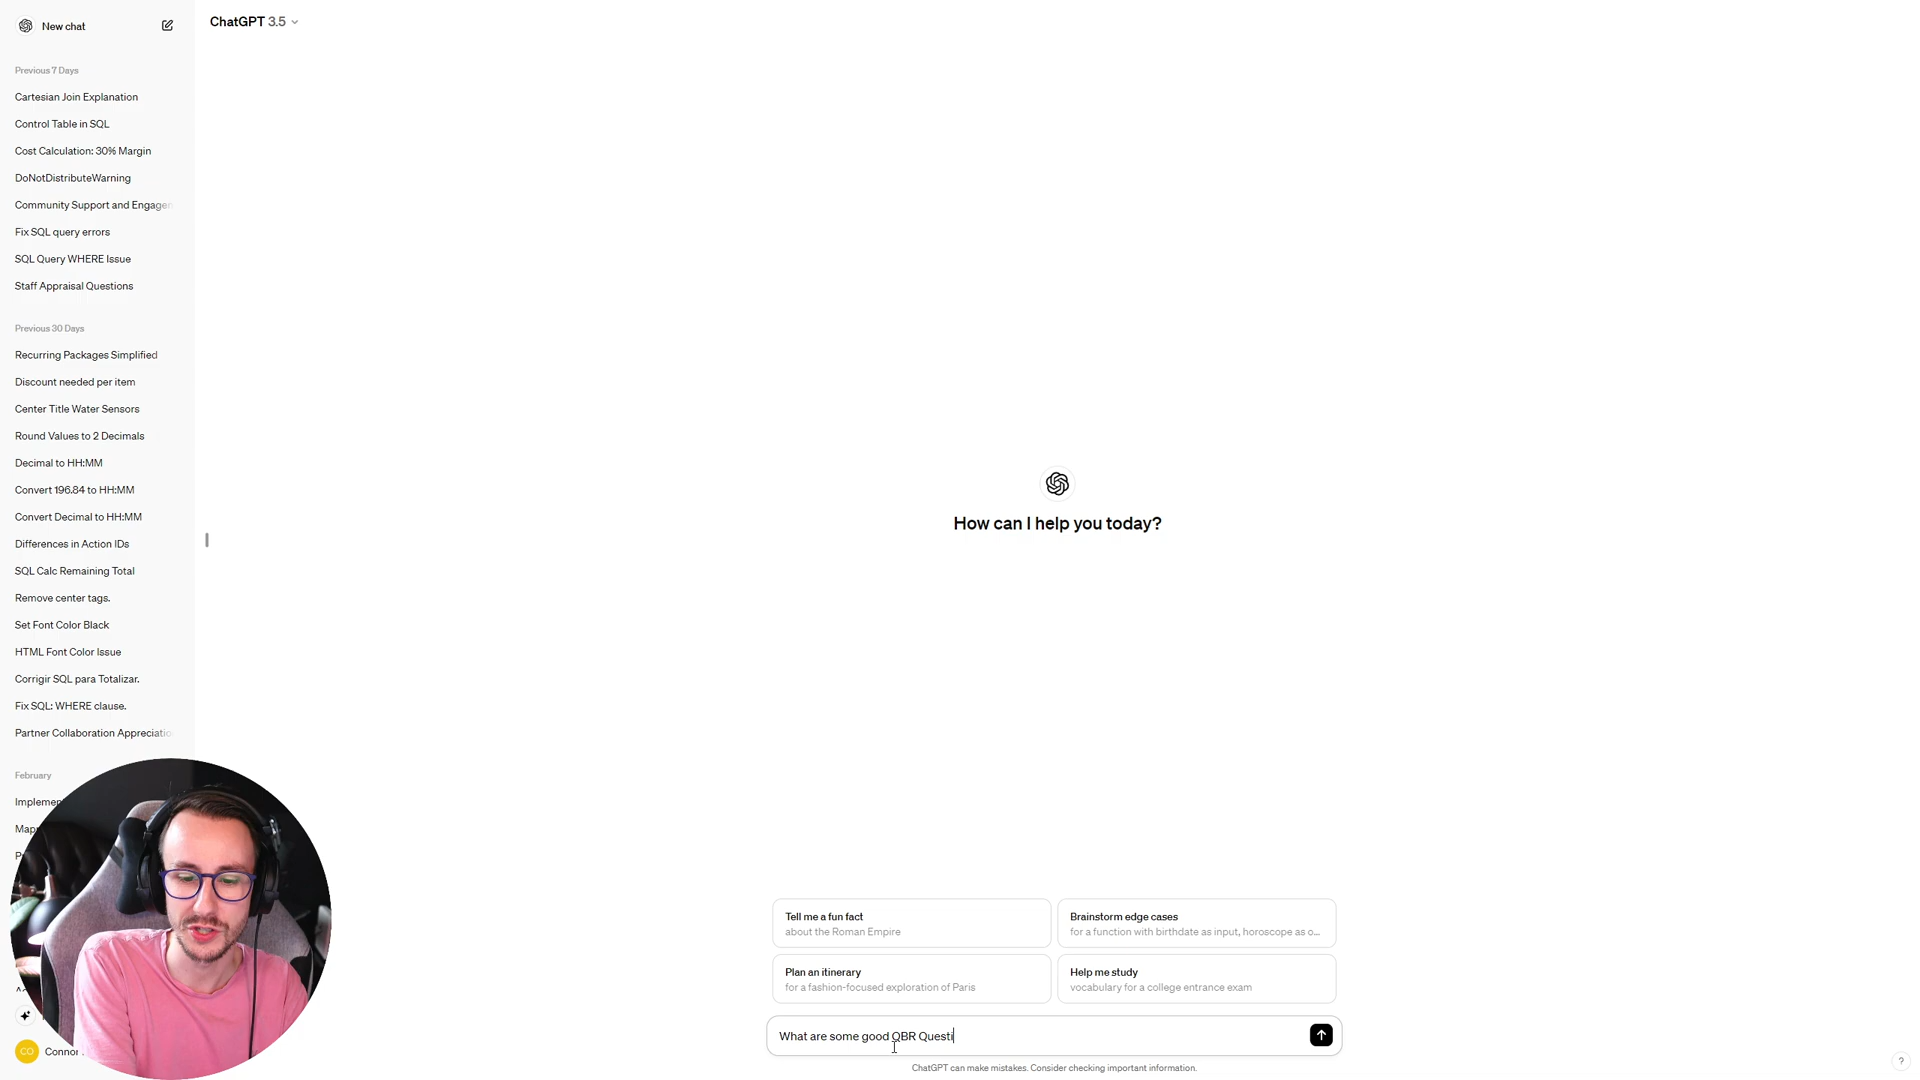 New chat
Previous 7 Days
Cartesian Join Explanation
Control Table in SQL
Cost Calculation: 30% Margin
DoNotDistributeWarning
Community Support and Engagen
Fix SQL query errors
SQL Query WHERE Issue
Staff Appraisal Questions
Previous 30 Days
Recurring Packages Simplified
Discount needed per item
Center Title Water Sensors
Round Values to 2 Decimals
Decimal to HH:MM
Convert 196.84 to HH:MM
Convert Decimal to HH:MM
Differences in Action IDs
SQL Calc Remaining Total
Remove center tags.
Set Font Color Black
HTML Font Color Issue
Corrigir SQL para Totalizar.
Fix SQL: WHERE clause.
Partner Collaboration Appreciatio
February
Implemen
CO
Connor
ChatGPT 3.5
How can I help you today?
Tell me a fun fact
about the Roman Empire
Brainstorm edge cases
for a function with birthdate as input, horoscope as o...
Plan an itinerary
for a fashion-focused exploration of Paris
Help me study
vocabulary for a college entrance exam
What are some good QBR Questi
ChatGPT can make mistakes. Consider checking important information.
?